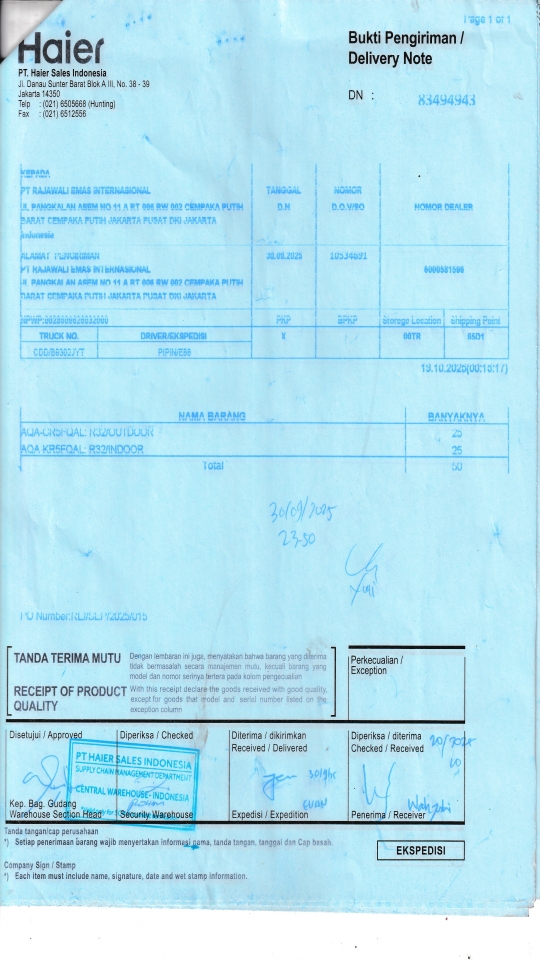 Page 1 of 1
Haier
Bukti Pengiriman /
Delivery Note
PT. Haier Sales Indonesia
Jl. Danau Sunter Barat Blok A III, No. 38 - 39
Jakarta 14350
Telp : (021) 6505668 (Hunting)
Fax : (021) 6512556
DN : 83494943
KEPADA
PT RAJAWALI EMAS INTERNASIONAL
JL PANGKALAN ASEM NO 11 A RT 006 RW 002 CEMPAKA PUTIH
BARAT CEMPAKA PUTIH JAKARTA PUSAT DKI JAKARTA
Indonesia
TANGGAL
D.N
NOMOR
D.O./SO
NOMOR DEALER
ALAMAT PENGIRIMAN
PT RAJAWALI EMAS INTERNASIONAL
JL PANGKALAN ASEM NO 11 A RT 006 RW 002 CEMPAKA PUTIH
BARAT CEMPAKA PUTIH JAKARTA PUSAT DKI JAKARTA
30.09.2025
10534691
PKP
Storege Location
Shipping Point
TRUCK NO.
DRIVER/EKSPEDISI
X
NAMA BARANG
BANYAKNYA
AQA-CR5FQAL: R32/OUTDOOR 25
AQA KR5FQAL: R32/INDOOR 25
Total 50
30/09/2025
23.50
TANDA TERIMA MUTU
Dengan lembaran ini juga, menyatakan bahwa barang yang diterima
tidak bermasalah secara manajemen mutu, kecuali barang yang
model dan nomor serinya tertera pada kolom pengecualian
RECEIPT OF PRODUCT
QUALITY
With this receipt declare the goods received with good quality,
except for goods that model and serial number listed on the
exception column
Perkecualian /
Exception
Disetujui / Approved
Diperiksa / Checked
Diterima / dikirimkan
Received / Delivered
Diperiksa / diterima
Checked / Received
PT HAIER SALES INDONESIA
SUPPLY CHAIN MANAGEMENT DEPARTMENT
CENTRAL WAREHOUSE - INDONESIA
Kep. Bag. Gudang
Warehouse Section Head
Security Warehouse
Expedisi / Expedition
Penerima / Receiver
Tanda tangan/cap perusahaan
*) Setiap penerimaan barang wajib menyertakan informasi nama, tanda tangan, tanggal dan Cap basah.
EKSPEDISI
Company Sign / Stamp
*) Each item must include name, signature, date and wet stamp information.